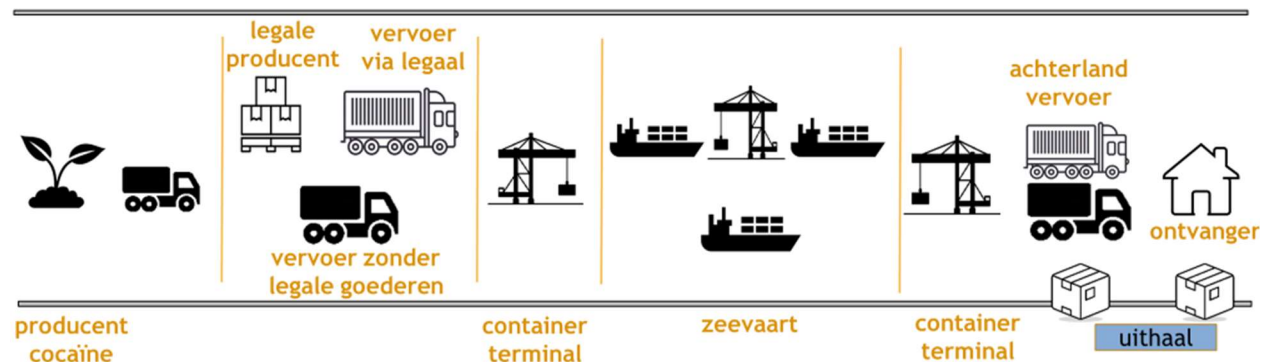 legale
producent
vervoer
via legaal
achterland
vervoer
ontvanger
vervoer zonder
legale goederen
producent
cocaïne
container
terminal
zeevaart
container
terminal
uithaal